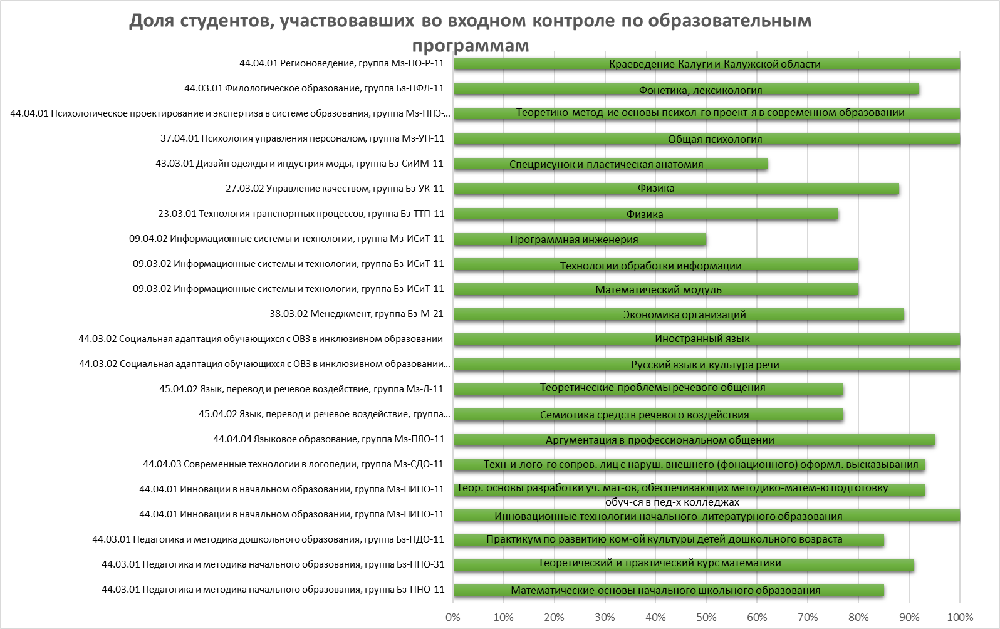 Доля студентов, участвовавших во входном контроле по образовательным
программам
44.04.01 Регионоведение, группа Мз-ПО-Р-11
Краеведение Калуги и Калужской области
44.03.01 Филологическое образование, группа Бз-ПФЛ-11
Фонетика, лексикология
44.04.01 Психологическое проектирование и экспертиза в системе образования, группа Мз-ППЭ-...
Теоретико-метод-ие основы психол-го проект-я в современном образовании
37.04.01 Психология управления персоналом, группа Мз-УП-11
Общая психология
43.03.01 Дизайн одежды и индустрия моды, группа Бз-СиИМ-11
Спецрисунок и пластическая анатомия
27.03.02 Управление качеством, группа Бз-УК-11
Физика
23.03.01 Технология транспортных процессов, группа Бз-ТТП-11
Физика
09.04.02 Информационные системы и технологии, группа Мз-ИСиТ-11
Программная инженерия
09.03.02 Информационные системы и технологии, группа Бз-ИСиТ-11
Технологии обработки информации
09.03.02 Информационные системы и технологии, группа Бз-ИСиТ-11
Математический модуль
38.03.02 Менеджмент, группа Бз-М-21
Экономика организаций
44.03.02 Социальная адаптация обучающихся с ОВЗ в инклюзивном образовании
Иностранный язык
44.03.02 Социальная адаптация обучающихся с ОВЗ в инклюзивном образовании...
Русский язык и культура речи
45.04.02 Язык, перевод и речевое воздействие, группа Мз-Л-11
Теоретические проблемы речевого общения
45.04.02 Язык, перевод и речевое воздействие, группа...
Семиотика средств речевого воздействия
44.04.04 Языковое образование, группа Мз-ПЯО-11
Аргументация в профессиональном общении
44.04.03 Современные технологии в логопедии, группа Мз-СДО-11
Техн-и лого-го сопров. лиц с наруш. внешнего (фонационного) оформл. высказывания
44.04.01 Инновации в начальном образовании, группа Мз-ПИНО-11
Теор. основы разработки уч. мат-ов, обеспечивающих методико-матем-ю подготовку
обуч-ся в пед-х колледжах
44.04.01 Инновации в начальном образовании, группа Мз-ПИНО-11
Инновационные технологии начального литературного образования
44.03.01 Педагогика и методика дошкольного образования, группа Бз-ПДО-11
Практикум по развитию ком-ой культуры детей дошкольного возраста
44.03.01 Педагогика и методика начального образования, группа Бз-ПНО-31
Теоретический и практический курс математики
44.03.01 Педагогика и методика начального образования, группа Бз-ПНО-11
Математические основы начального школьного образования
0% 10% 20% 30% 40% 50% 60% 70% 80% 90% 100%